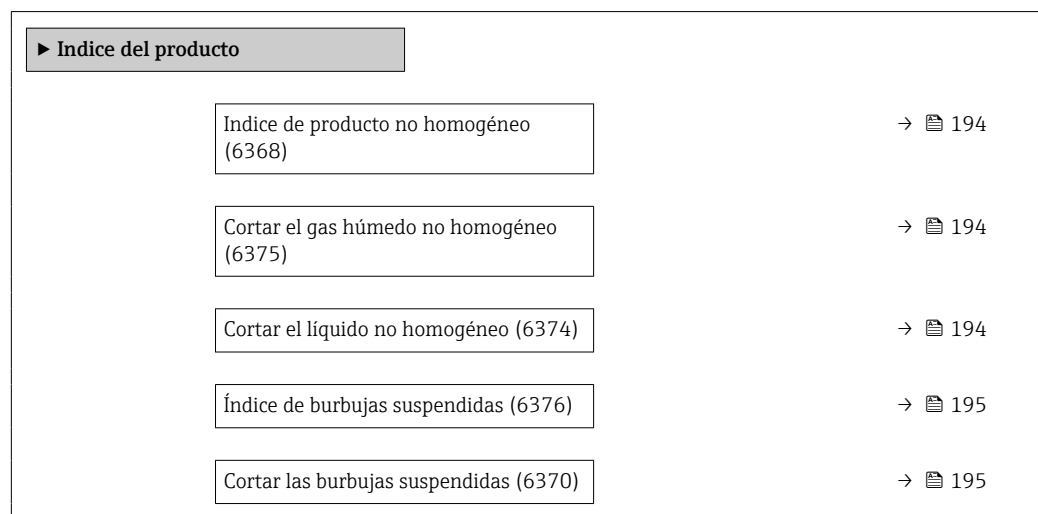 ▶ Indice del producto
Indice de producto no homogéneo
(6368)
→ 194
Cortar el gas húmedo no homogéneo
(6375)
→ 194
Cortar el líquido no homogéneo (6374)
→ 194
Índice de burbujas suspendidas (6376)
→ 195
Cortar las burbujas suspendidas (6370)
→ 195